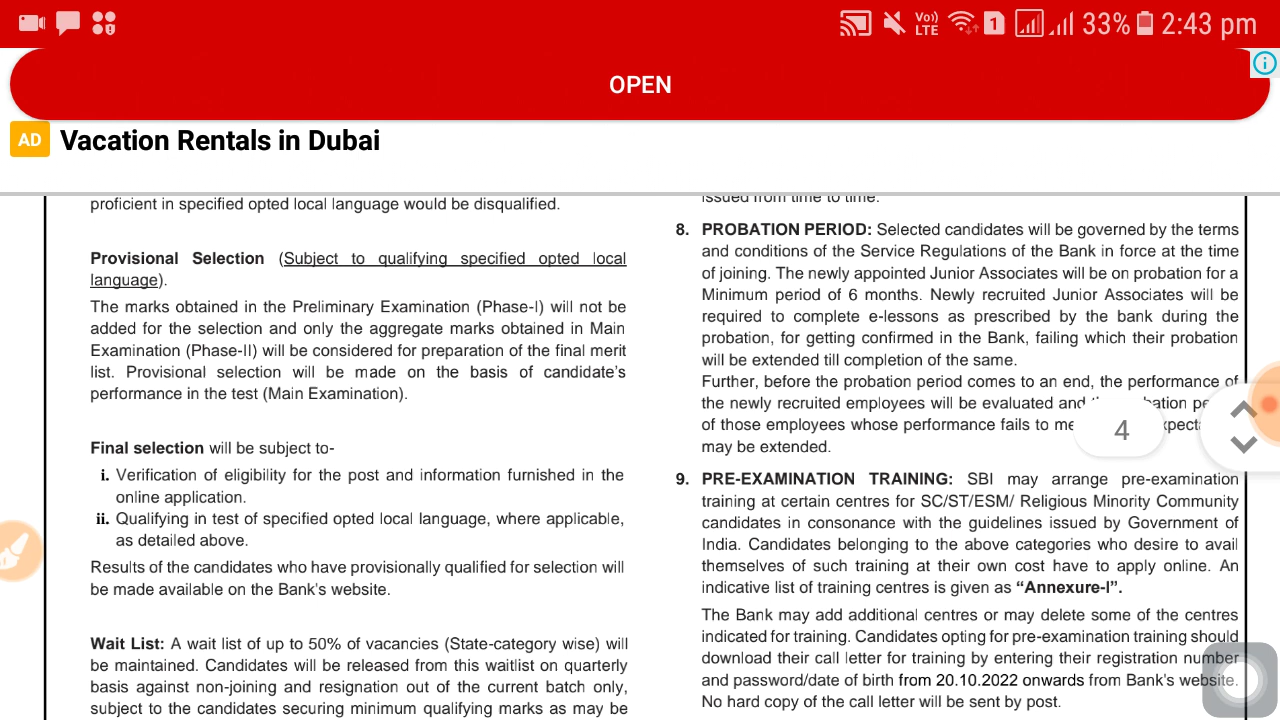 Vo))
LTE
1
33%
2:43 pm
OPEN
AD
Vacation Rentals in Dubai
proficient in specified opted local language would be disqualified.
Provisional Selection (Subject to qualifying specified opted local
language).
The marks obtained in the Preliminary Examination (Phase-I) will not be
added for the selection and only the aggregate marks obtained in Main
Examination (Phase-II) will be considered for preparation of the final merit
list. Provisional selection will be made on the basis of candidate's
performance in the test (Main Examination).
Final selection will be subject to-
i. Verification of eligibility for the post and information furnished in the
online application.
ii. Qualifying in test of specified opted local language, where applicable,
as detailed above.
Results of the candidates who have provisionally qualified for selection will
be made available on the Bank's website.
Wait List: A wait list of up to 50% of vacancies (State-category wise) will
be maintained. Candidates will be released from this waitlist on quarterly
basis against non-joining and resignation out of the current batch only,
subject to the candidates securing minimum qualifying marks as may be
issued from time to time.
8. PROBATION PERIOD: Selected candidates will be governed by the terms
and conditions of the Service Regulations of the Bank in force at the time
of joining. The newly appointed Junior Associates will be on probation for a
Minimum period of 6 months. Newly recruited Junior Associates will be
required to complete e-lessons as prescribed by the bank during the
probation, for getting confirmed in the Bank, failing which their probation
will be extended till completion of the same.
Further, before the probation period comes to an end, the performance of
the newly recruited employees will be evaluated and
of those employees whose performance fails to
may be extended.
4
9. PRE-EXAMINATION TRAINING: SBI may arrange pre-examination
training at certain centres for SC/ST/ESM/ Religious Minority Community
candidates in consonance with the guidelines issued by Government of
India. Candidates belonging to the above categories who desire to avail
themselves of such training at their own cost have to apply online. An
indicative list of training centres is given as “Annexure-I”.
The Bank may add additional centres or may delete some of the centres
indicated for training. Candidates opting for pre-examination training should
download their call letter for training by entering their registration number
and password/date of birth from 20.10.2022 onwards from Bank's website.
No hard copy of the call letter will be sent by post.